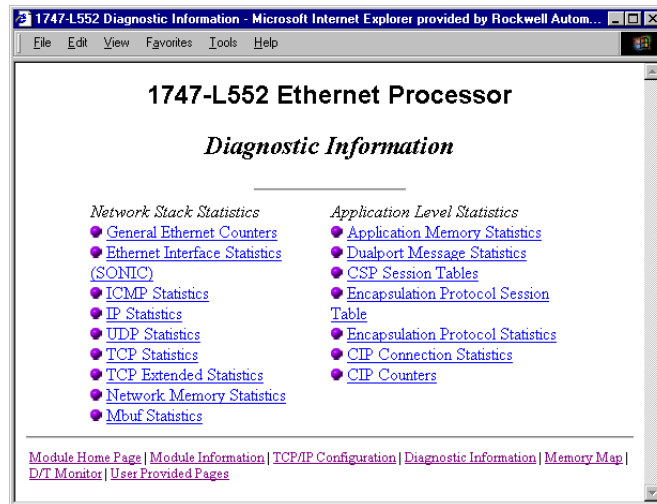 1747-L552 Diagnostic Information - Microsoft Internet Explorer provided by Rockwell Autom...
File Edit View Favorites Tools Help
1747-L552 Ethernet Processor
Diagnostic Information
Network Stack Statistics
General Ethernet Counters
Ethernet Interface Statistics
(SONIC)
ICMP Statistics
IP Statistics
UDP Statistics
TCP Statistics
TCP Extended Statistics
Network Memory Statistics
Mbuf Statistics
Application Level Statistics
Application Memory Statistics
Dualport Message Statistics
CSP Session Tables
Encapsulation Protocol Session
Table
Encapsulation Protocol Statistics
CIP Connection Statistics
CIP Counters
Module Home Page | Module Information | TCP/IP Configuration | Diagnostic Information | Memory Map |
D/T Monitor | User Provided Pages